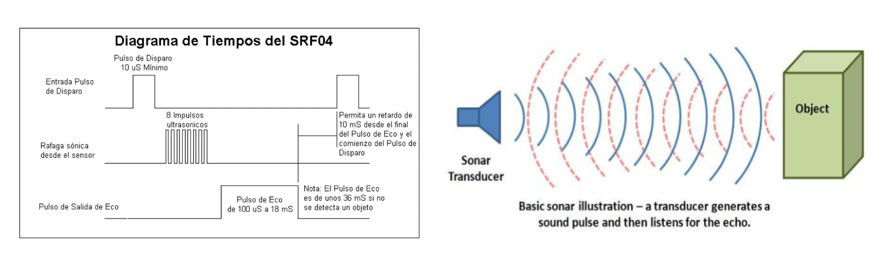 Diagrama de Tiempos del SRF04
Pulso de Disparo
10 uS Mínimo
Entrada Pulso
de Disparo
8 Impulsos
ultrasonicos
Permita un retardo de
10 mS desde el final
del Pulso de Eco y el
comienzo del Pulso de
Disparo
Rafaga sónica
desde el sensor
Nota: El Pulso de Eco
es de unos 36 mS si no
se detecta un objeto
Pulso de Eco
de 100 uS a 18 mS
Pulso de Salida de Eco
Object
Sonar
Transducer
Basic sonar illustration – a transducer generates a
sound pulse and then listens for the echo.